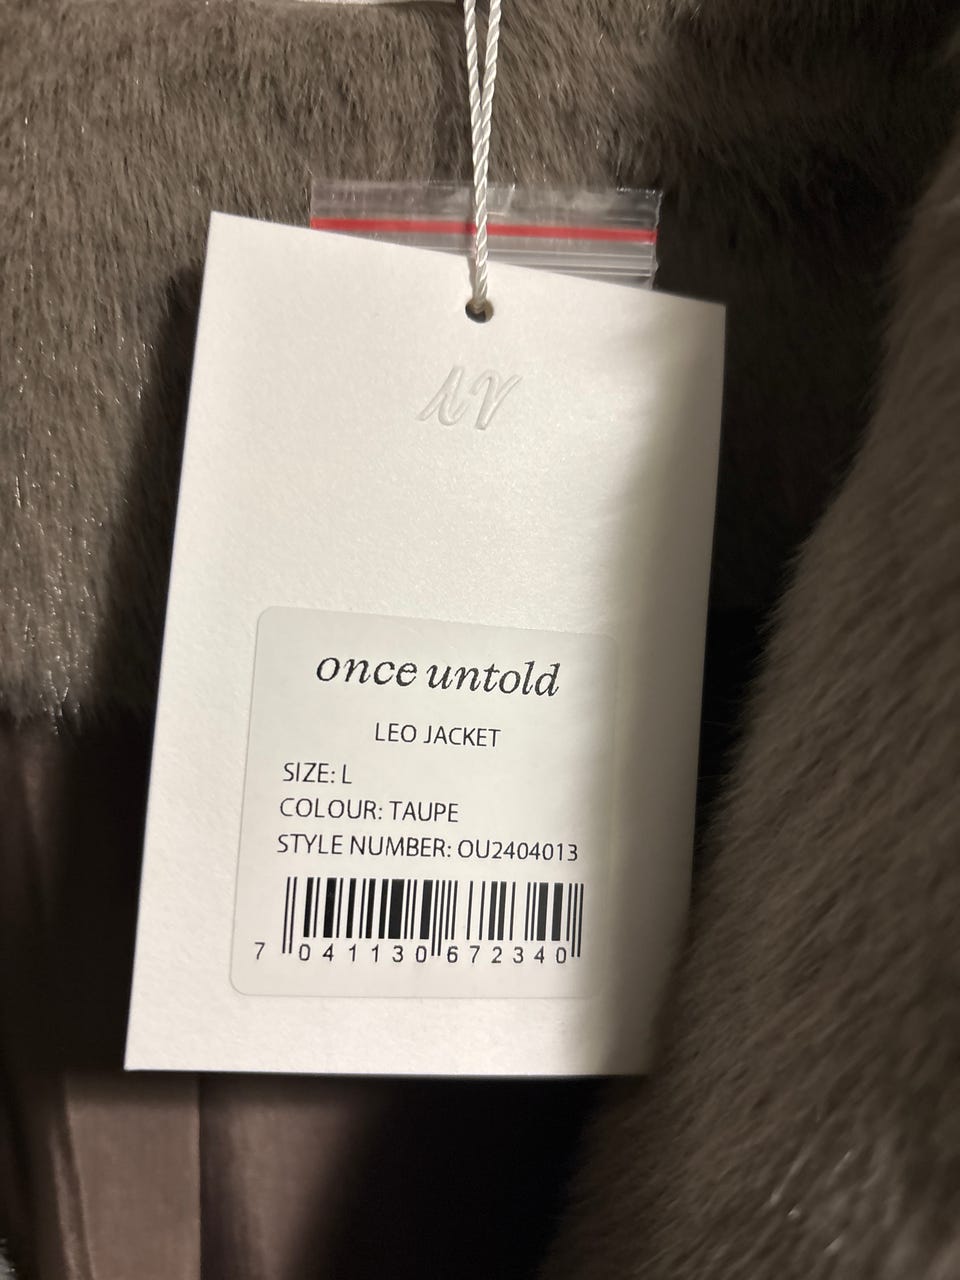 once untold
LEO JACKET
SIZE: L
COLOUR: TAUPE
STYLE NUMBER: OU2404013
7 041130 672340